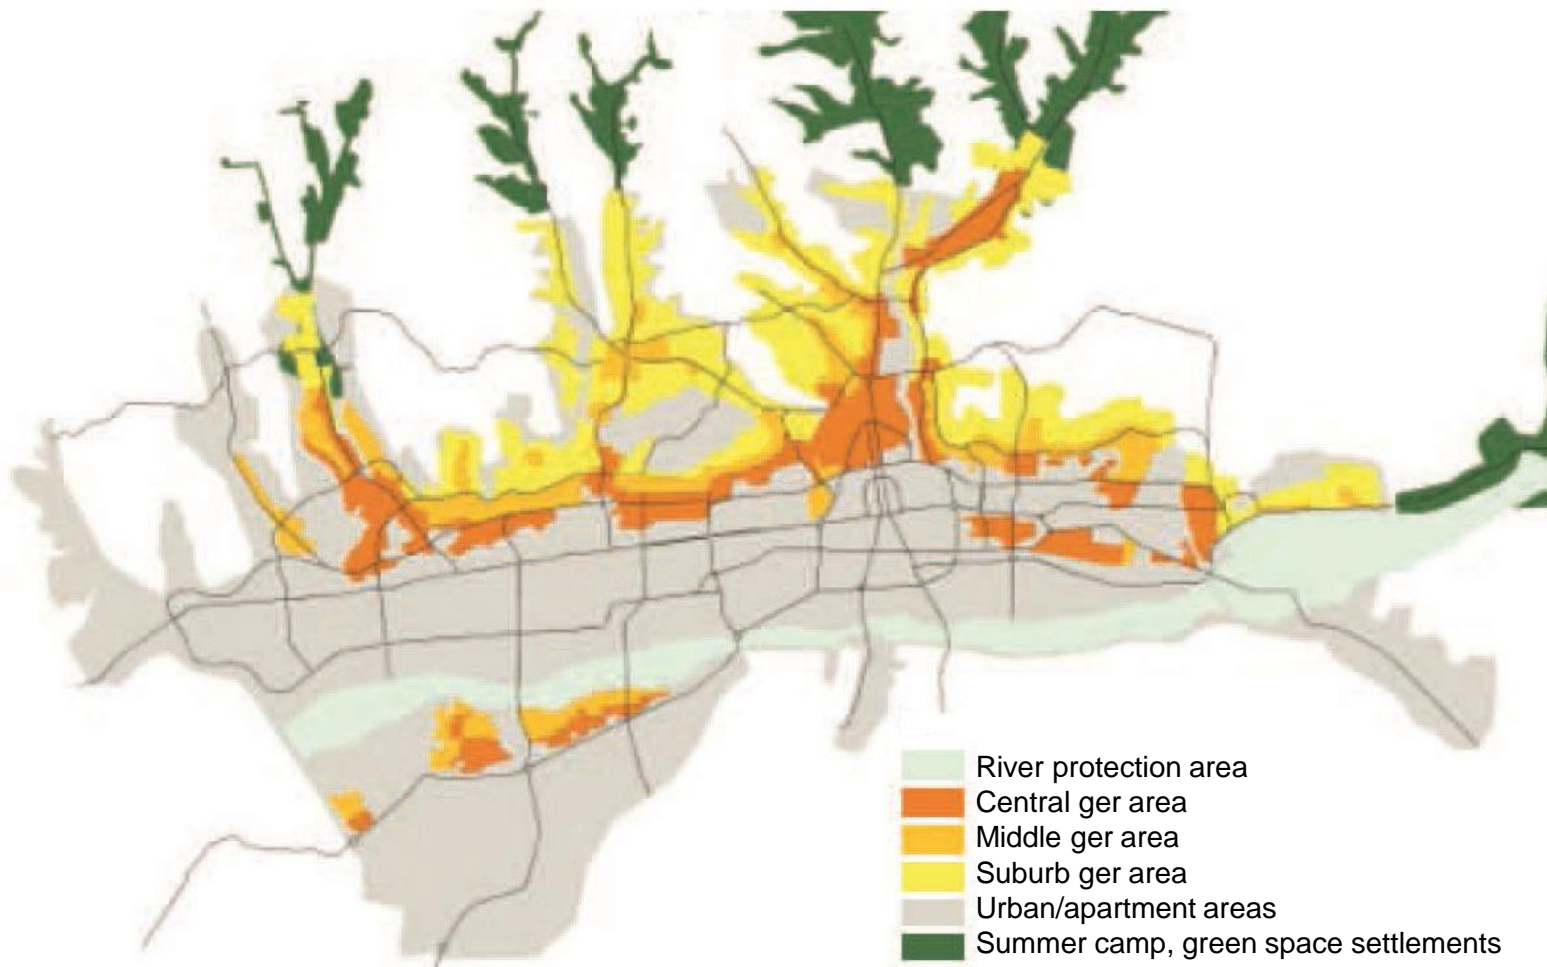 River protection area
Central ger area
Middle ger area
Suburb ger area
Urban/apartment areas
Summer camp, green space settlements